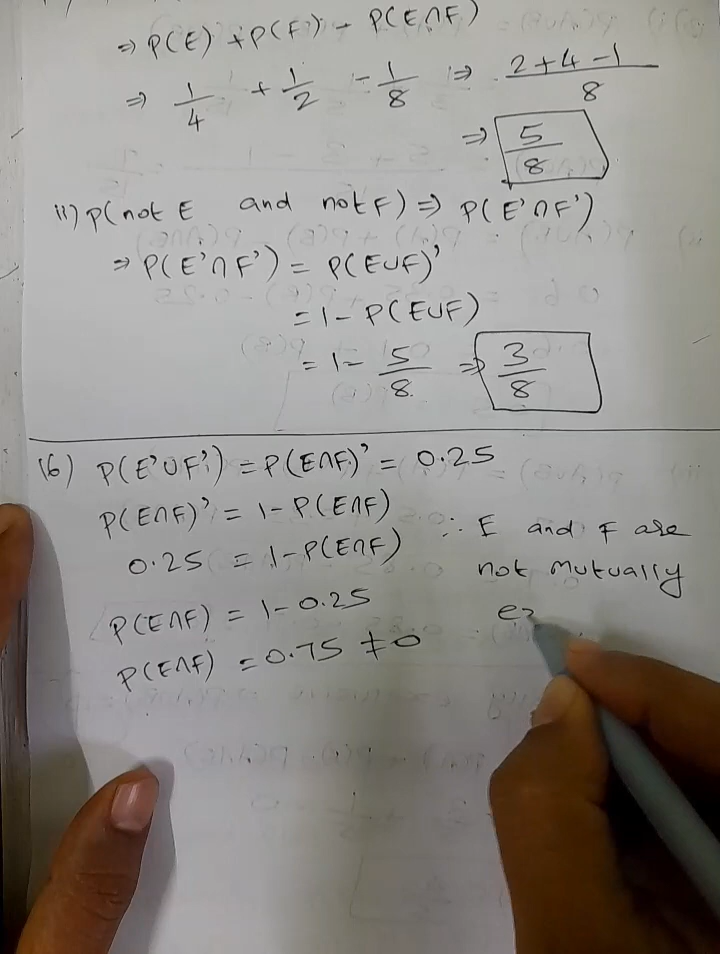 ⇒ P(E) + P(F) - P(E∩F)
⇒ 1/4 + 1/2 - 1/8 ⇒ 2+4-1/8
⇒ 5/8
ii) P(not E and not F) ⇒ P(E'∩F')
⇒ P(E'∩F') = P(E∪F)'
= 1 - P(E∪F)
= 1 - 5/8 ⇒ 3/8
16) P(E'∪F') = P(E∩F)' = 0.25
P(E∩F)' = 1 - P(E∩F)
0.25 = 1 - P(E∩F)
P(E∩F) = 1 - 0.25
P(E∩F) = 0.75 ≠ 0
∴ E and F are
not mutually
ex